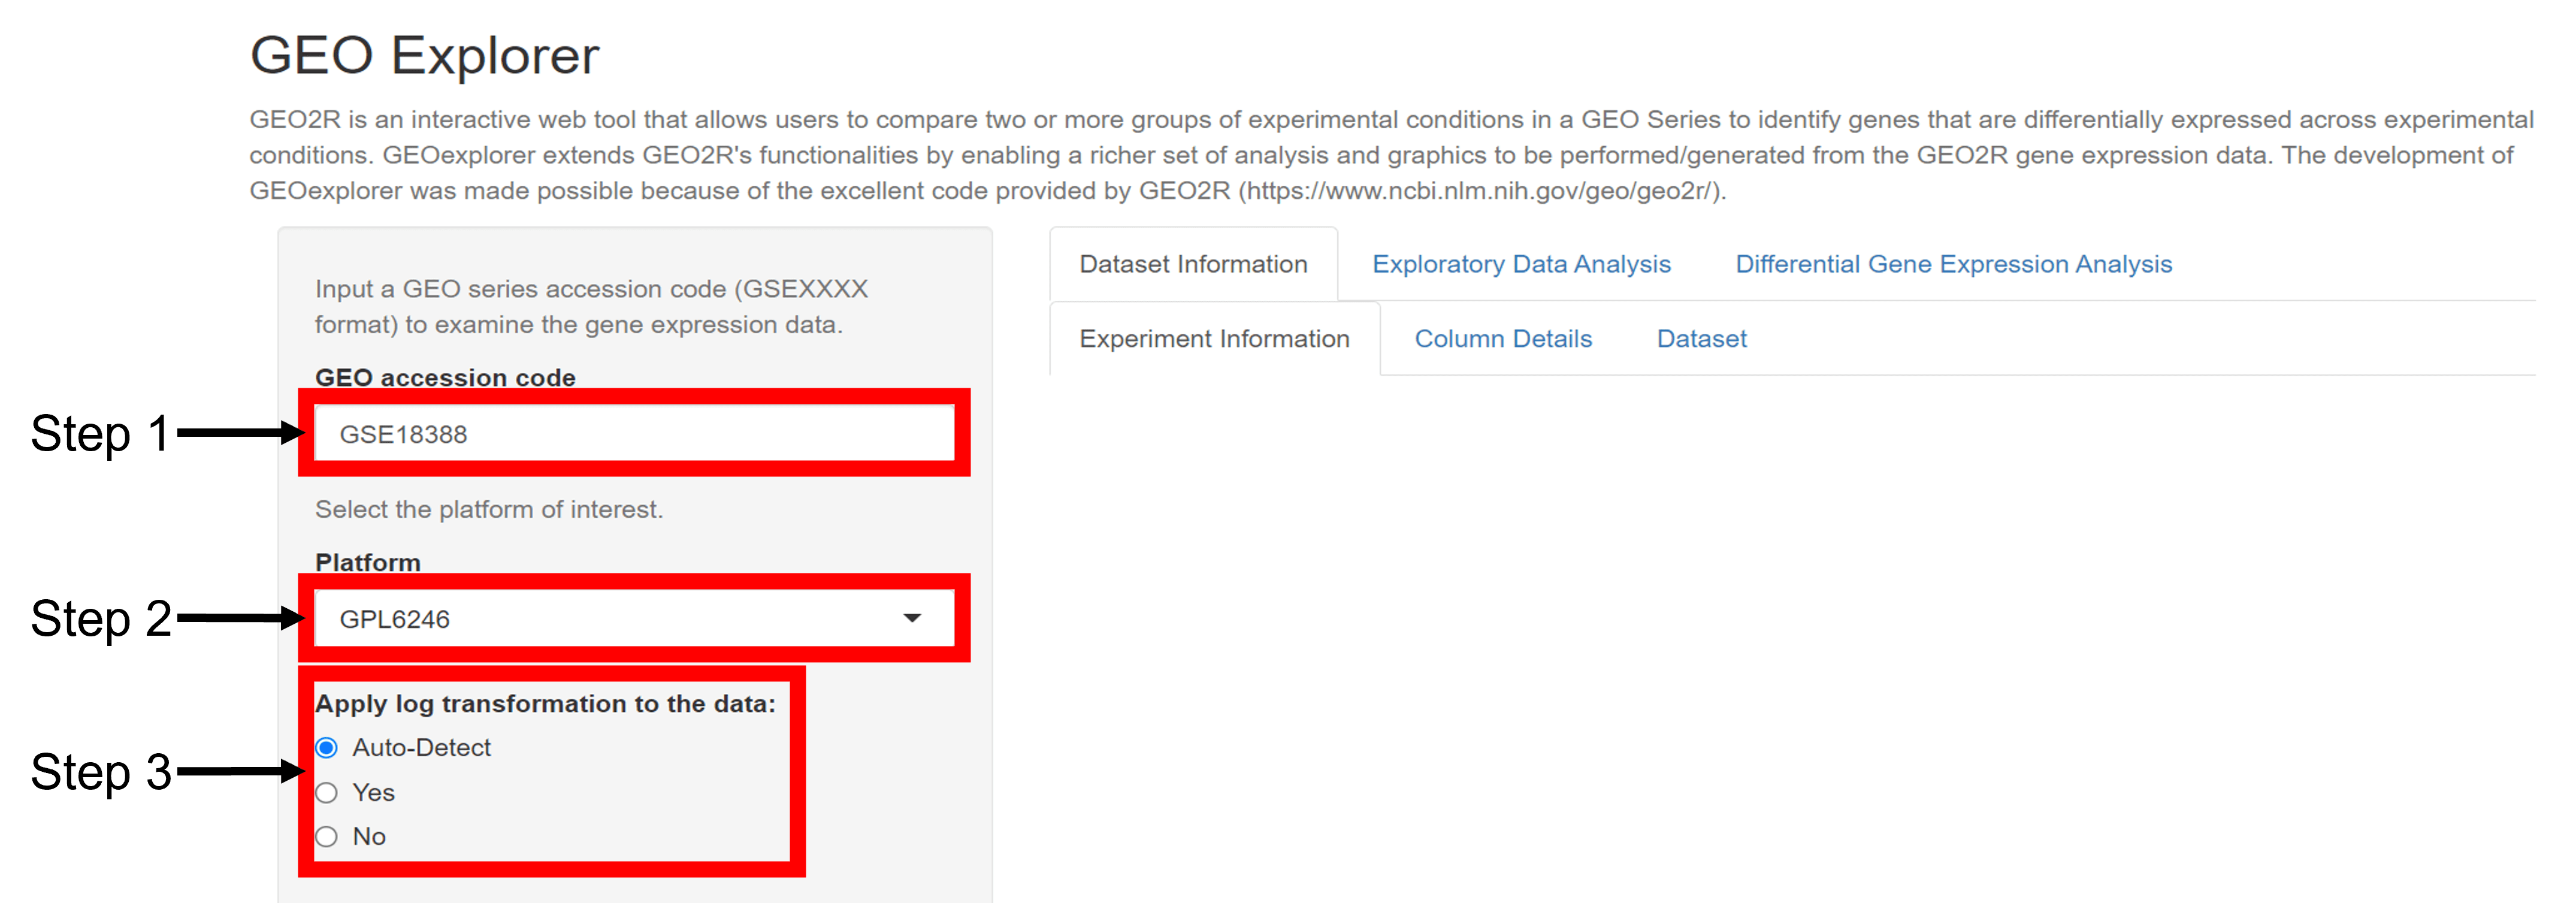 GEO Explorer
GEO2R is an interactive web tool that allows users to compare two or more groups of experimental conditions in a GEO Series to identify genes that are differentially expressed across experimental
conditions. GEOexplorer extends GEO2R's functionalities by enabling a richer set of analysis and graphics to be performed/generated from the GEO2R gene expression data. The development of
GEOexplorer was made possible because of the excellent code provided by GEO2R (https://www.ncbi.nlm.nih.gov/geo/geo2r/).
Input a GEO series accession code (GSEXXXX
format) to examine the gene expression data.
GEO accession code
Step 1
GSE18388
Select the platform of interest.
Platform
Step 2
GPL6246
Step 3
Apply log transformation to the data:
Auto-Detect
Yes
No
Dataset Information Exploratory Data Analysis Differential Gene Expression Analysis
Experiment Information Column Details Dataset